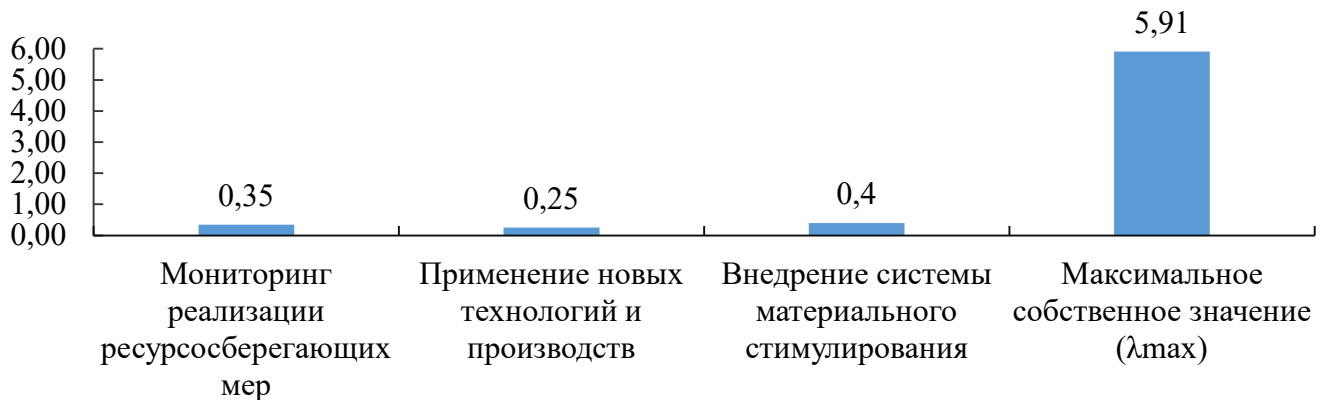 5,91
6,00
5,00
4,00
3,00
2,00
1,00
0,00
0,35
0,25
0,4
Мониторинг
реализации
ресурсосберегающих
мер
Применение новых
технологий и
производств
Внедрение системы
материального
стимулирования
Максимальное
собственное значение
(λmax)